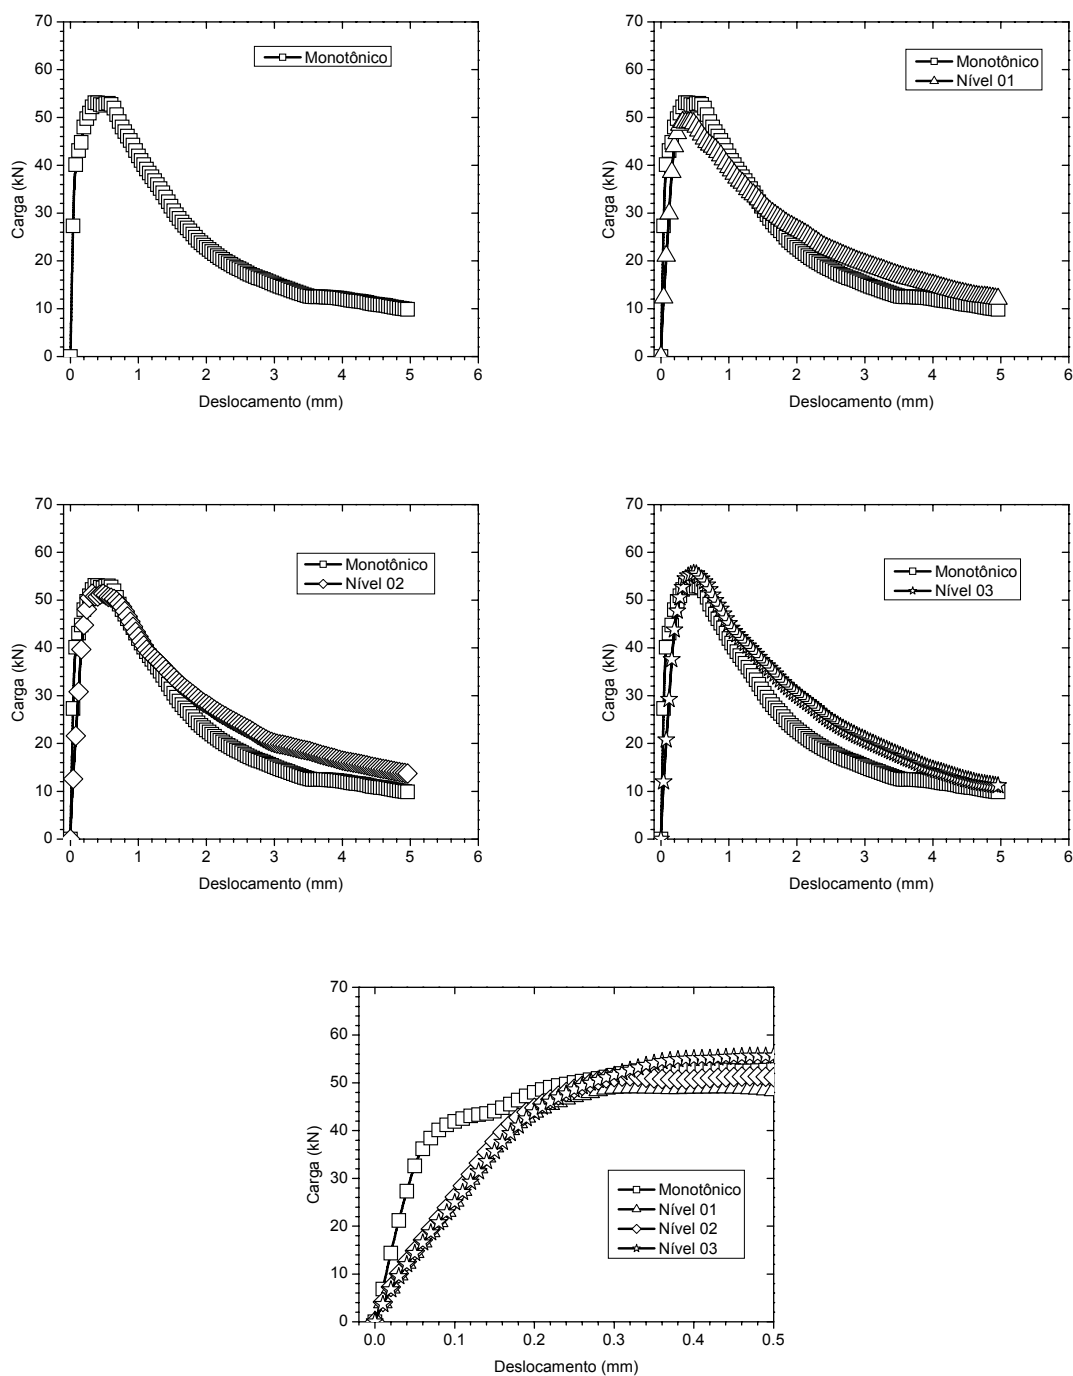 70
60
50
40
30
20
10
0
Carga (kN)
Monotônico
0 1 2 3 4 5 6
Deslocamento (mm)
70
60
50
40
30
20
10
0
Carga (kN)
Monotônico
Nível 01
0 1 2 3 4 5 6
Deslocamento (mm)
70
60
50
40
30
20
10
0
Carga (kN)
Monotônico
Nível 02
0 1 2 3 4 5 6
Deslocamento (mm)
70
60
50
40
30
20
10
0
Carga (kN)
Monotônico
Nível 03
0 1 2 3 4 5 6
Deslocamento (mm)
70
60
50
40
30
20
10
0
Carga (kN)
Monotônico
Nível 01
Nível 02
Nível 03
0.0 0.1 0.2 0.3 0.4 0.5
Deslocamento (mm)